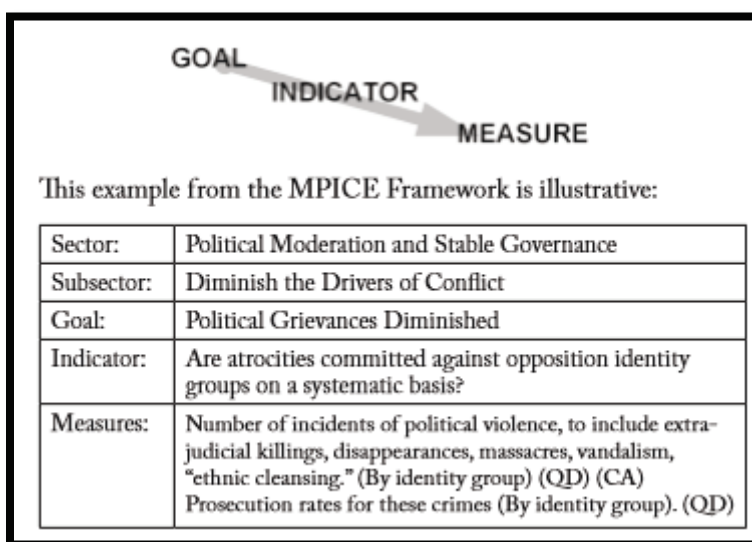 GOAL
INDICATOR
MEASURE
This example from the MPICE Framework is illustrative:
Sector: Political Moderation and Stable Governance
Subsector: Diminish the Drivers of Conflict
Goal: Political Grievances Diminished
Indicator: Are atrocities committed against opposition identity
groups on a systematic basis?
Measures: Number of incidents of political violence, to include extra-
judicial killings, disappearances, massacres, vandalism,
“ethnic cleansing.” (By identity group) (QD) (CA)
Prosecution rates for these crimes (By identity group). (QD)